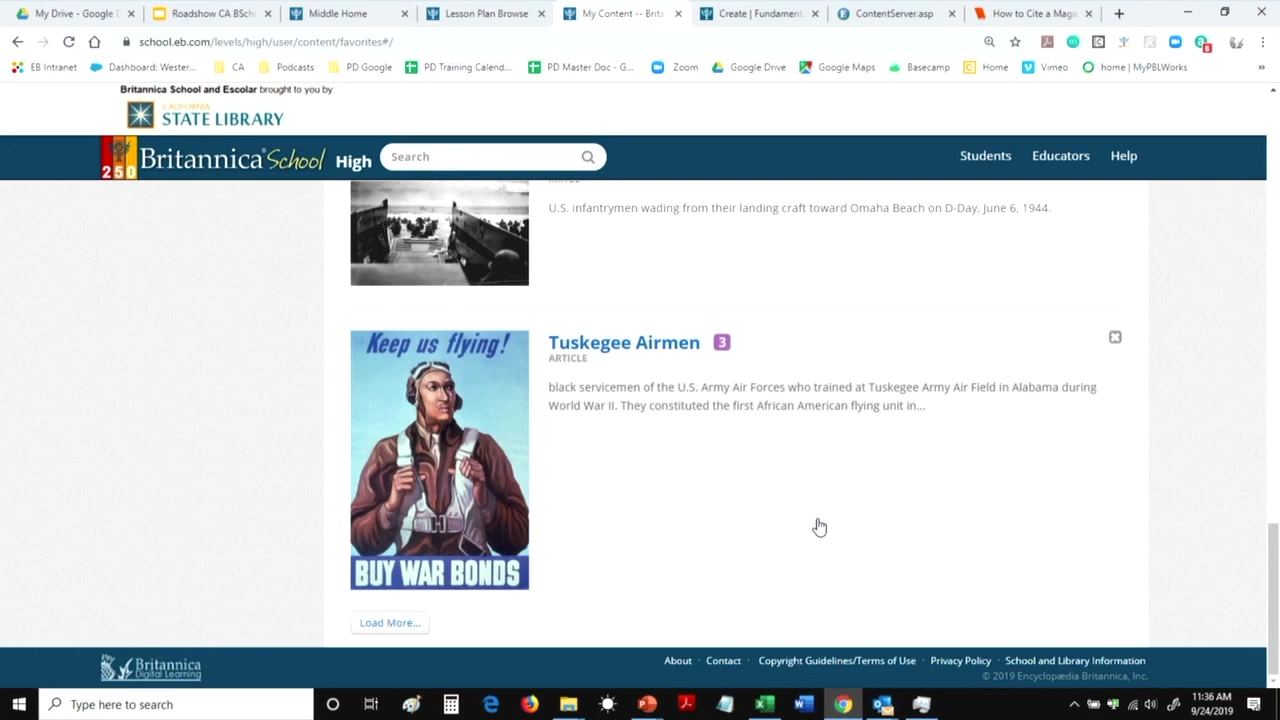 My Drive - Google D
Roadshow CA BSch
Middle Home
Lesson Plan Browse
My Content -- Brita
Create | Fundament
ContentServer.asp
How to Cite a Maga
school.eb.com/levels/high/user/content/favorites#/
EB Intranet
Dashboard: Wester...
CA
Podcasts
PD Google
PD Training Calend...
PD Master Doc - G...
Zoom
Google Drive
Google Maps
Basecamp
Home
Vimeo
home | MyPBLWorks
Britannica School and Escolar brought to you by
CALIFORNIA
STATE LIBRARY
250
Britannica School High
Search
Students
Educators
Help
U.S. infantrymen wading from their landing craft toward Omaha Beach on D-Day, June 6, 1944.
Keep us flying!
BUY WAR BONDS
Tuskegee Airmen 3
ARTICLE
black servicemen of the U.S. Army Air Forces who trained at Tuskegee Army Air Field in Alabama during
World War II. They constituted the first African American flying unit in...
Load More...
Britannica
Digital Learning
About · Contact · Copyright Guidelines/Terms of Use · Privacy Policy · School and Library Information
© 2019 Encyclopædia Britannica, Inc.
Type here to search
11:36 AM
9/24/2019